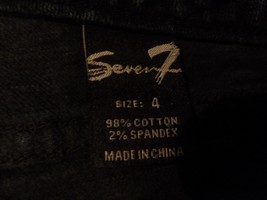 Seven7
SIZE: 4
98% COTTON
2% SPANDEX
MADE IN CHINA